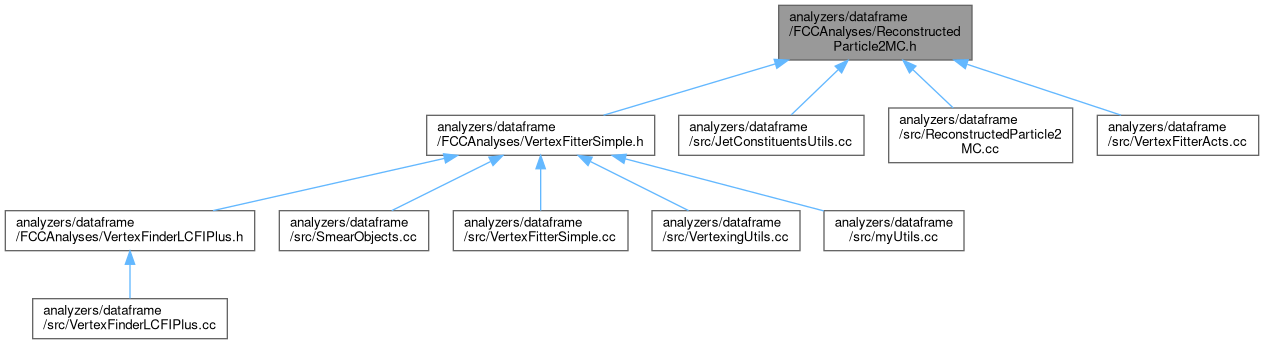 analyzers/dataframe
/FCCAnalyses/Reconstructed
Particle2MC.h
analyzers/dataframe
/FCCAnalyses/VertexFitterSimple.h
analyzers/dataframe
/src/JetConstituentsUtils.cc
analyzers/dataframe
/src/ReconstructedParticle2
MC.cc
analyzers/dataframe
/src/VertexFitterActs.cc
analyzers/dataframe
/FCCAnalyses/VertexFinderLCFIPlus.h
analyzers/dataframe
/src/SmearObjects.cc
analyzers/dataframe
/src/VertexFitterSimple.cc
analyzers/dataframe
/src/VertexingUtils.cc
analyzers/dataframe
/src/myUtils.cc
analyzers/dataframe
/src/VertexFinderLCFIPlus.cc